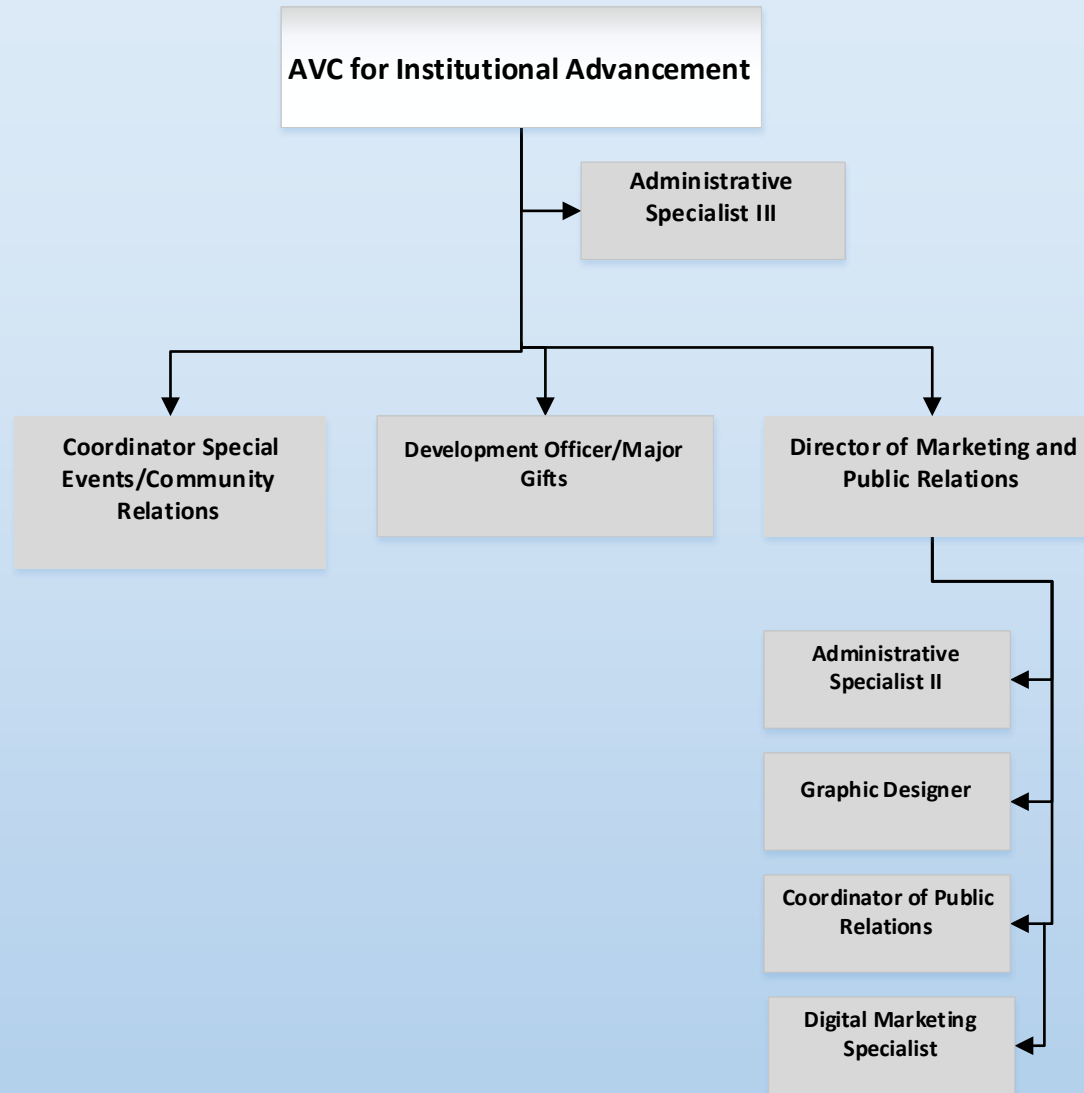 AVC for Institutional Advancement
Administrative
Specialist III
Coordinator Special
Events/Community
Relations
Development Officer/Major
Gifts
Director of Marketing and
Public Relations
Administrative
Specialist II
Graphic Designer
Coordinator of Public
Relations
Digital Marketing
Specialist